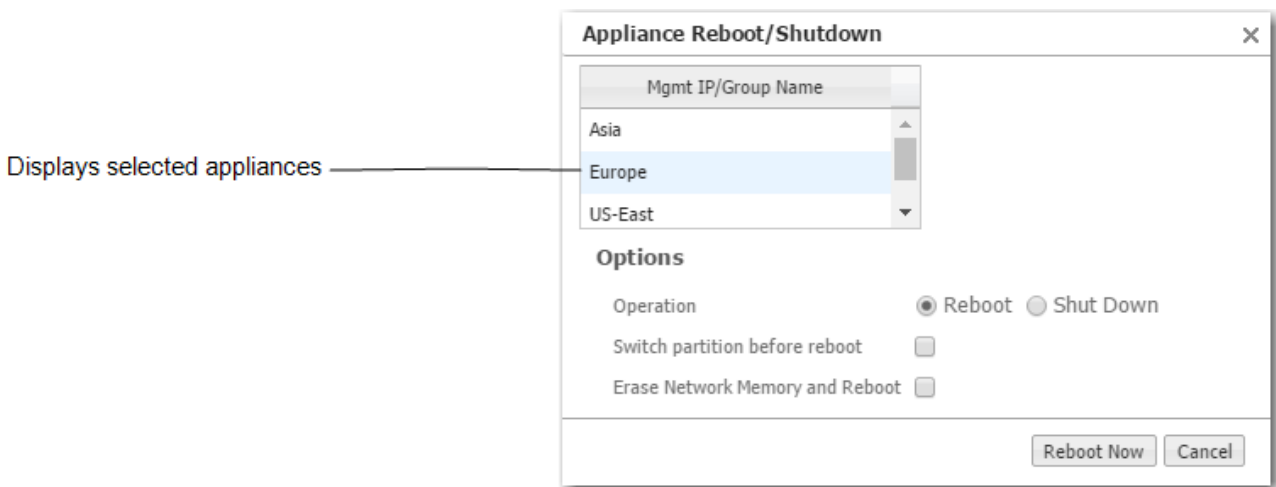 Appliance Reboot/Shutdown
Mgmt IP/Group Name
Asia
Displays selected appliances
Europe
US-East
Options
Operation Reboot Shut Down
Switch partition before reboot
Erase Network Memory and Reboot
Reboot Now Cancel